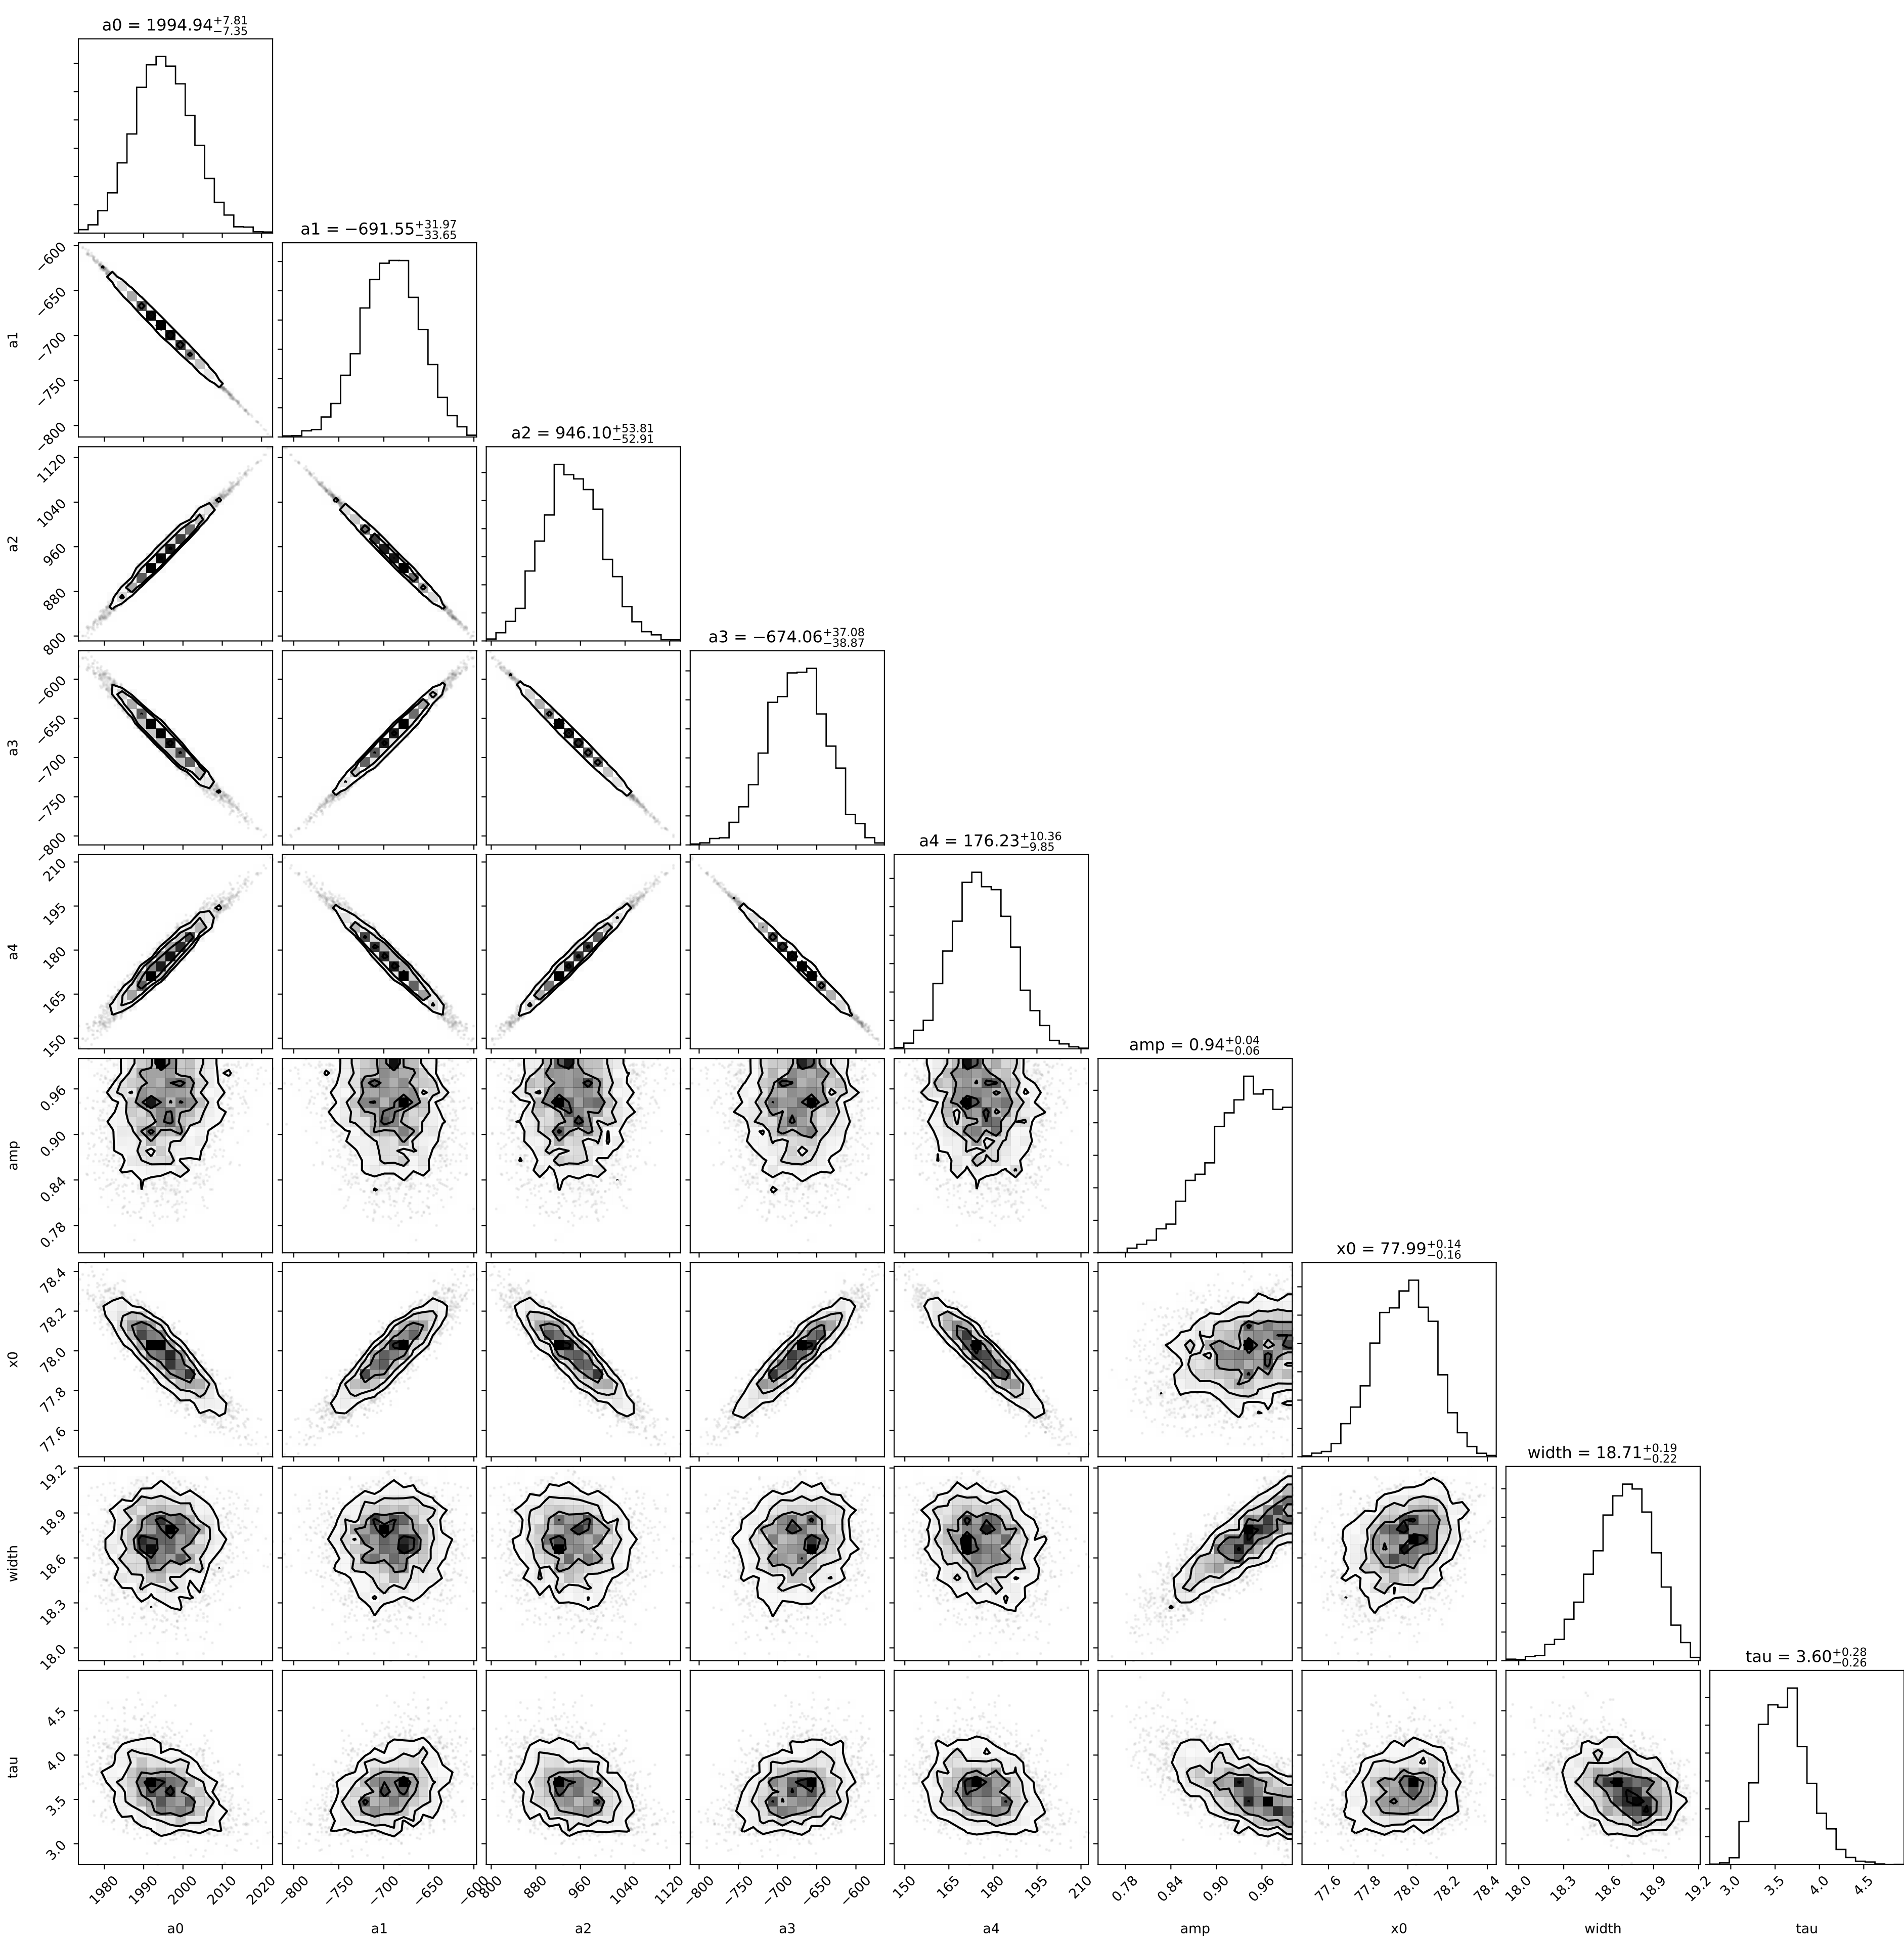 a0 = 1994.94+7.81−7.35
a1 = −691.55+31.97−33.65
a2 = 946.10+53.81−52.91
a3 = −674.06+37.08−38.87
a4 = 176.23+10.36−9.85
amp = 0.94+0.04−0.06
x0 = 77.99+0.14−0.16
width = 18.71+0.19−0.22
tau = 3.60+0.28−0.26
a1
−600
−650
−700
−750
−800
a2
1120
1040
960
880
800
a3
−600
−650
−700
−750
−800
a4
210
195
180
165
150
amp
0.96
0.90
0.84
0.78
x0
78.4
78.2
78.0
77.8
77.6
width
19.2
18.9
18.6
18.3
18.0
tau
4.5
4.0
3.5
3.0
1980 1990 2000 2010 2020
−800 −750 −700 −650 −600
800 880 960 1040 1120
−800 −750 −700 −650 −600
150 165 180 195 210
0.78 0.84 0.90 0.96
77.6 77.8 78.0 78.2 78.4
18.0 18.3 18.6 18.9 19.2
3.0 3.5 4.0 4.5
a0 a1 a2 a3 a4 amp x0 width tau